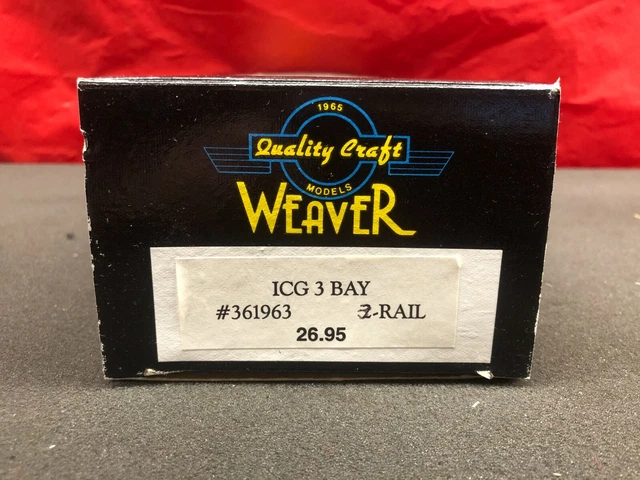 1965
Quality Craft
MODELS
WEAVER
ICG 3 BAY
#361963 2-RAIL
26.95